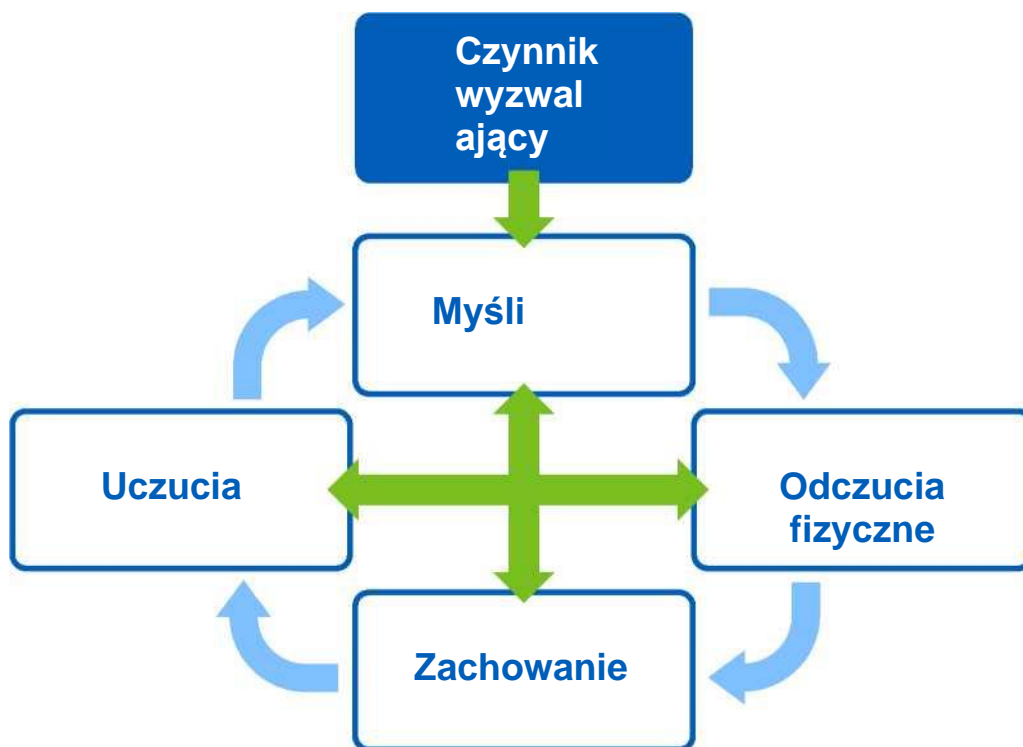 Czynnik
wyzwal
ający
Myśli
Uczucia
Odczucia
fizyczne
Zachowanie